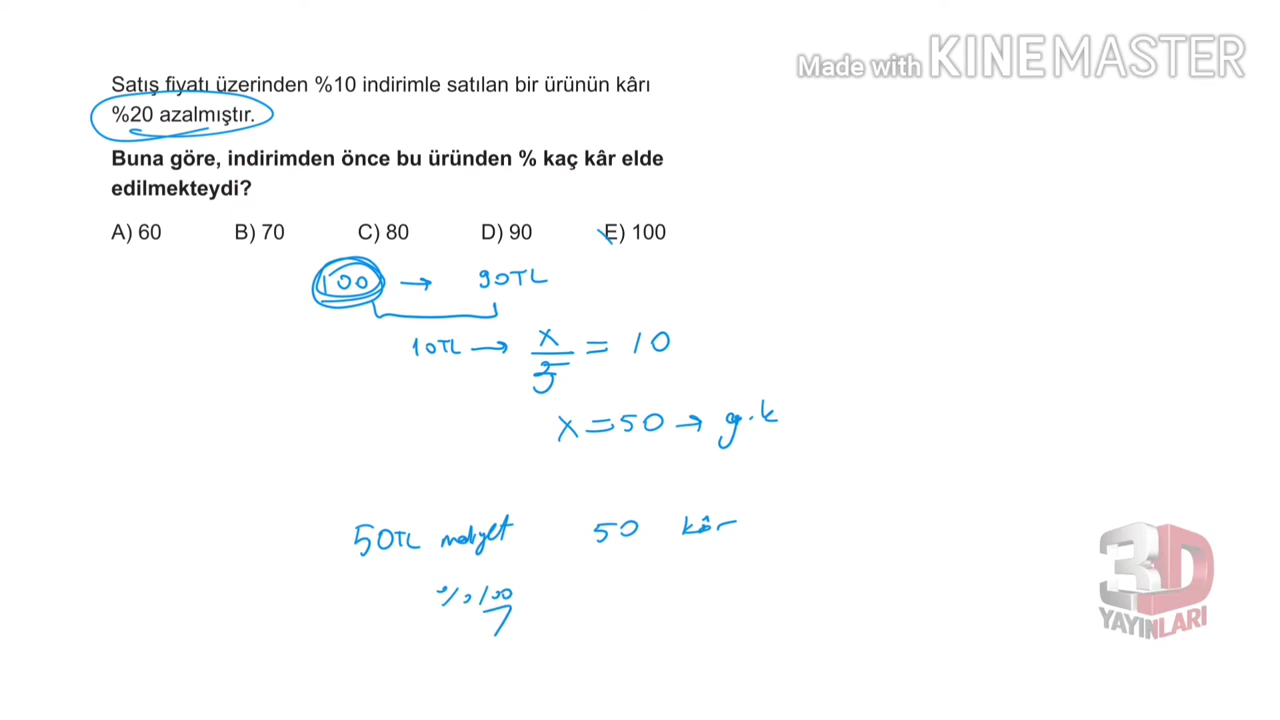 Made with KINEMASTER
Satış fiyatı üzerinden %10 indirimle satılan bir ürünün kârı
%20 azalmıştır.
Buna göre, indirimden önce bu üründen % kaç kâr elde
edilmekteydi?
A) 60 B) 70 C) 80 D) 90 E) 100
100 → 90TL
10TL → x/5 = 10
x = 50 → g.k
50TL maliyet 50 kâr
%100
3D
YAYINLARI